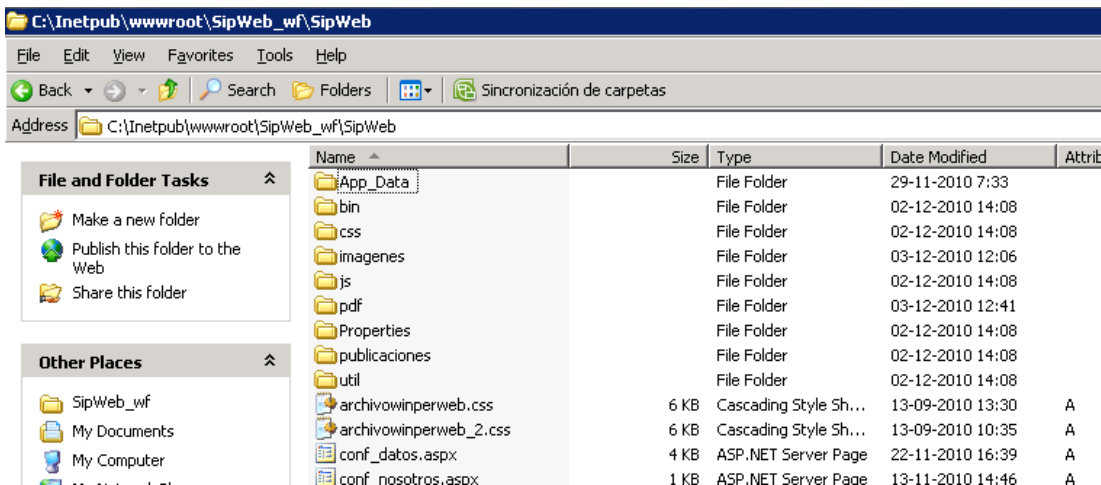 C:\Inetpub\wwwroot\SipWeb_wf\SipWeb
File Edit View Favorites Tools Help
Back Search Folders Sincronización de carpetas
Address C:\Inetpub\wwwroot\SipWeb_wf\SipWeb
File and Folder Tasks
Make a new folder
Publish this folder to the
Web
Share this folder
Other Places
SipWeb_wf
My Documents
My Computer
Name Size Type Date Modified Attrib
App_Data File Folder 29-11-2010 7:33
bin File Folder 02-12-2010 14:08
css File Folder 02-12-2010 14:08
imagenes File Folder 03-12-2010 12:06
js File Folder 02-12-2010 14:08
pdf File Folder 03-12-2010 12:41
Properties File Folder 02-12-2010 14:08
publicaciones File Folder 02-12-2010 14:08
util File Folder 02-12-2010 14:08
archivowinperweb.css 6 KB Cascading Style Sh... 13-09-2010 13:30 A
archivowinperweb_2.css 6 KB Cascading Style Sh... 13-09-2010 10:35 A
conf_datos.aspx 4 KB ASP.NET Server Page 22-11-2010 16:39 A
conf_nosotros.aspx 1 KB ASP.NET Server Page 13-11-2010 14:46 A